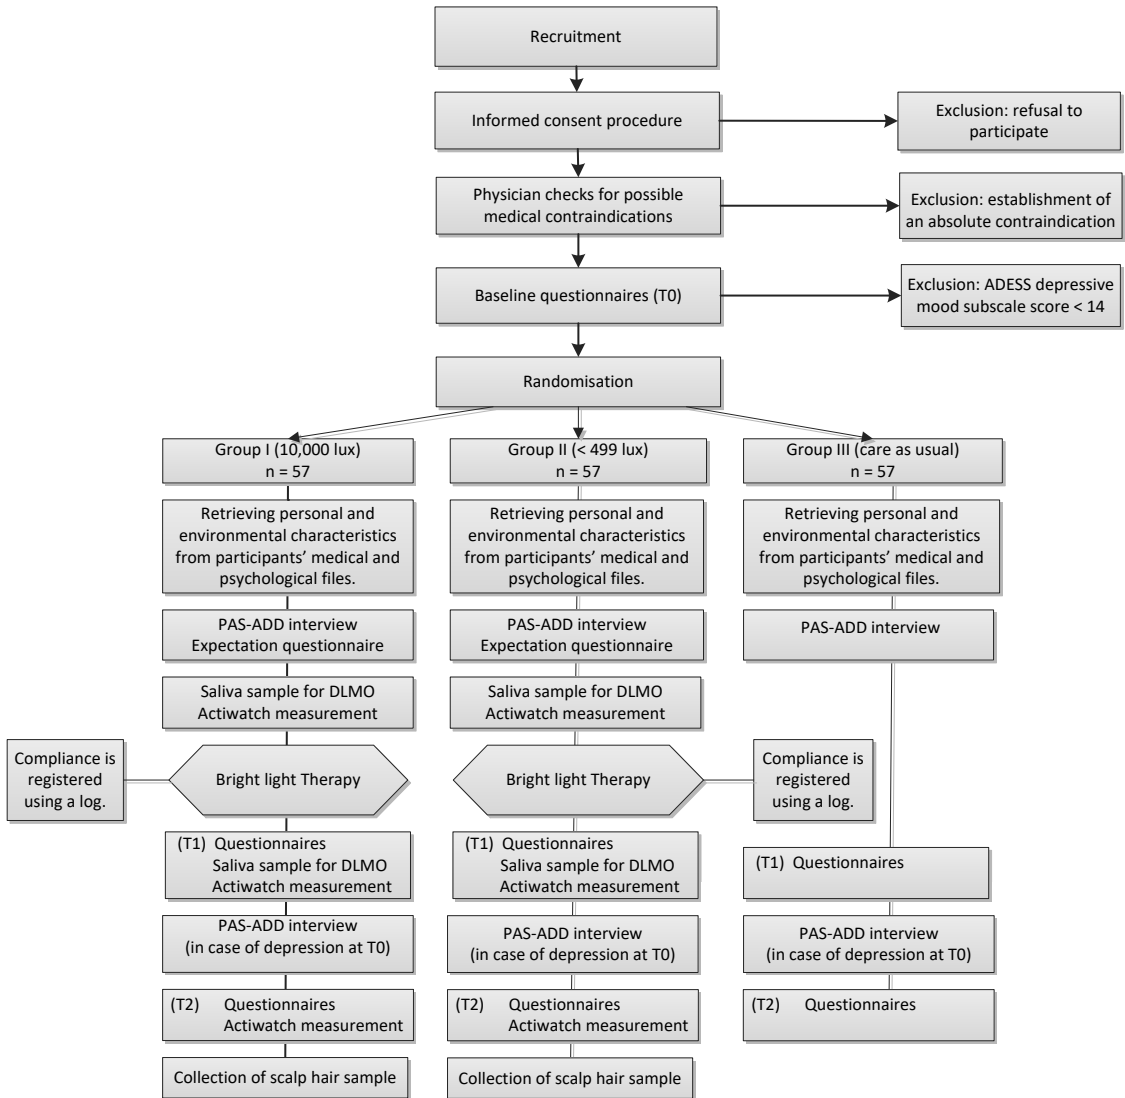 Recruitment
Informed consent procedure
Exclusion: refusal to
participate
Physician checks for possible
medical contraindications
Exclusion: establishment of
an absolute contraindication
Baseline questionnaires (T0)
Exclusion: ADESS depressive
mood subscale score < 14
Randomisation
Group I (10,000 lux)
n = 57
Group II (< 499 lux)
n = 57
Group III (care as usual)
n = 57
Retrieving personal and
environmental characteristics
from participants’ medical and
psychological files.
Retrieving personal and
environmental characteristics
from participants’ medical and
psychological files.
Retrieving personal and
environmental characteristics
from participants’ medical and
psychological files.
PAS-ADD interview
Expectation questionnaire
PAS-ADD interview
Expectation questionnaire
PAS-ADD interview
Saliva sample for DLMO
Actiwatch measurement
Saliva sample for DLMO
Actiwatch measurement
Compliance is
registered
using a log.
Bright light Therapy
Bright light Therapy
Compliance is
registered
using a log.
(T1) Questionnaires
Saliva sample for DLMO
Actiwatch measurement
(T1) Questionnaires
Saliva sample for DLMO
Actiwatch measurement
(T1) Questionnaires
PAS-ADD interview
(in case of depression at T0)
PAS-ADD interview
(in case of depression at T0)
PAS-ADD interview
(in case of depression at T0)
(T2) Questionnaires
Actiwatch measurement
(T2) Questionnaires
Actiwatch measurement
(T2) Questionnaires
Collection of scalp hair sample
Collection of scalp hair sample